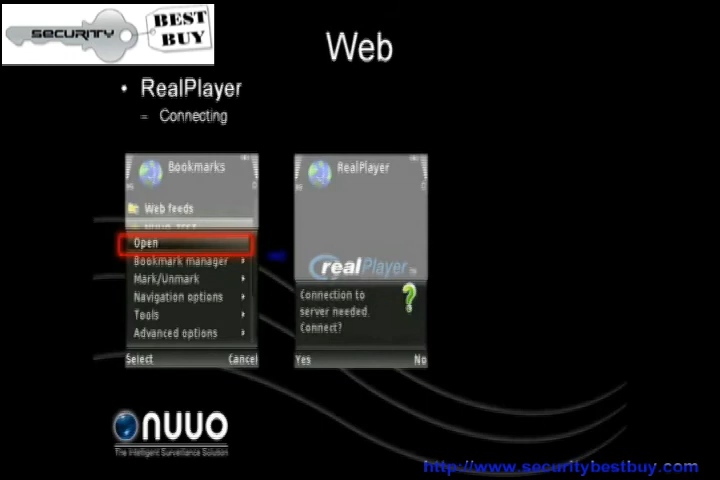 SECURITY
BEST
BUY
Web
• RealPlayer
– Connecting
Bookmarks
Web feeds
Open
Bookmark manager
Mark/Unmark
Navigation options
Tools
Advanced options
Select Cancel
RealPlayer
realPlayer™
Connection to
server needed.
Connect?
Yes No
nuuo
The Intelligent Surveillance Solution
http://www.securitybestbuy.com